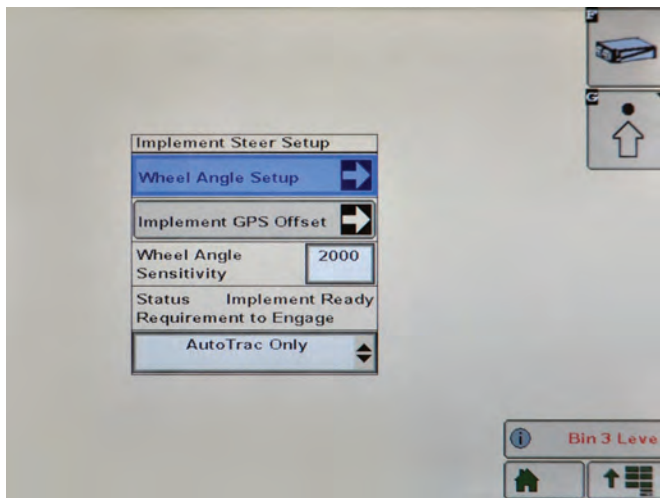 F
G
Implement Steer Setup
Wheel Angle Setup
Implement GPS Offset
Wheel Angle
Sensitivity
2000
Status Implement Ready
Requirement to Engage
AutoTrac Only
Bin 3 Leve